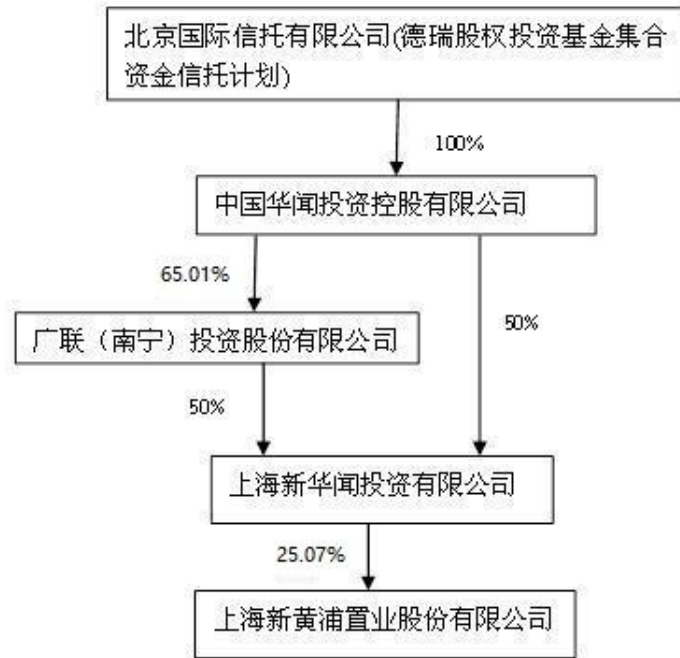 北京国际信托有限公司(德瑞股权投资基金集合
资金信托计划)
100%
中国华闻投资控股有限公司
65.01%
50%
广联（南宁）投资股份有限公司
50%
上海新华闻投资有限公司
25.07%
上海新黄浦置业股份有限公司